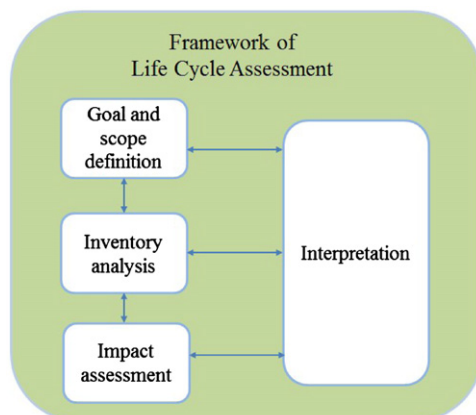 Framework of
Life Cycle Assessment
Goal and
scope
definition
Inventory
analysis
Interpretation
Impact
assessment